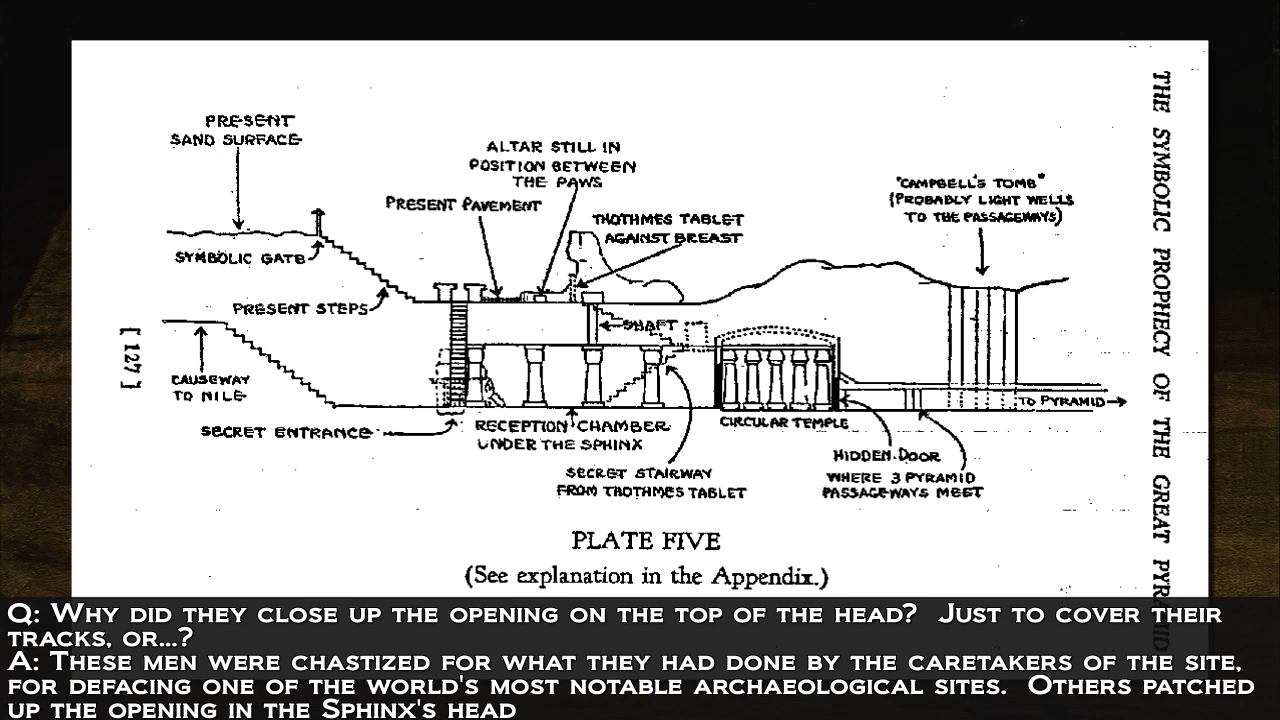 PRESENT
SAND SURFACE
ALTAR STILL IN
POSITION BETWEEN
THE PAWS
PRESENT PAVEMENT
THOTHMES TABLET
AGAINST BREAST
"CAMPBELL'S TOMB"
(PROBABLY LIGHT WELLS
TO THE PASSAGEWAYS)
SYMBOLIC GATE
PRESENT STEPS
SHAFT
[127]
CAUSEWAY
TO NILE
SECRET ENTRANCE
RECEPTION CHAMBER
UNDER THE SPHINX
SECRET STAIRWAY
FROM THOTHMES TABLET
CIRCULAR TEMPLE
TO PYRAMID
HIDDEN DOOR
WHERE 3 PYRAMID
PASSAGEWAYS MEET
THE SYMBOLIC PROPHECY OF THE GREAT PYRAMID
PLATE FIVE
(See explanation in the Appendix.)
Q: WHY DID THEY CLOSE UP THE OPENING ON THE TOP OF THE HEAD? JUST TO COVER THEIR
TRACKS, OR...?
A: THESE MEN WERE CHASTIZED FOR WHAT THEY HAD DONE BY THE CARETAKERS OF THE SITE,
FOR DEFACING ONE OF THE WORLD'S MOST NOTABLE ARCHAEOLOGICAL SITES. OTHERS PATCHED
UP THE OPENING IN THE SPHINX'S HEAD